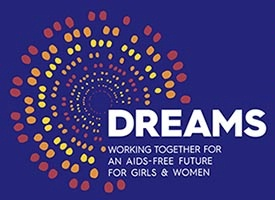 DREAMS
WORKING TOGETHER FOR
AN AIDS-FREE FUTURE
FOR GIRLS & WOMEN